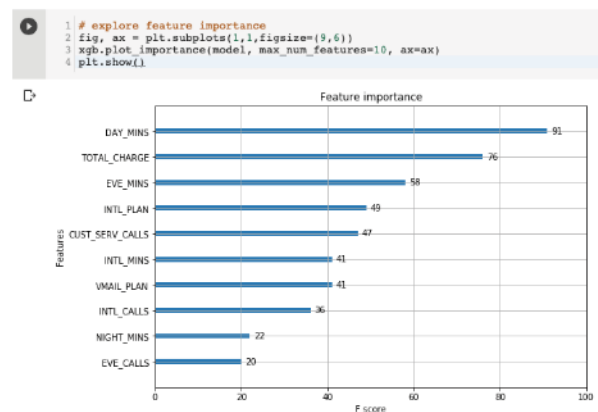 1 # explore feature importance
2 fig, ax = plt.subplots(1,1,figsize=(9,6))
3 xgb.plot_importance(model, max_num_features=10, ax=ax)
4 plt.show()
Feature importance
DAY_MINS 91
TOTAL_CHARGE 76
EVE_MINS 58
INTL_PLAN 49
CUST_SERV_CALLS 47
INTL_MINS 41
VMAIL_PLAN 41
INTL_CALLS 36
NIGHT_MINS 22
EVE_CALLS 20
Features
0 20 40 60 80 100
F score